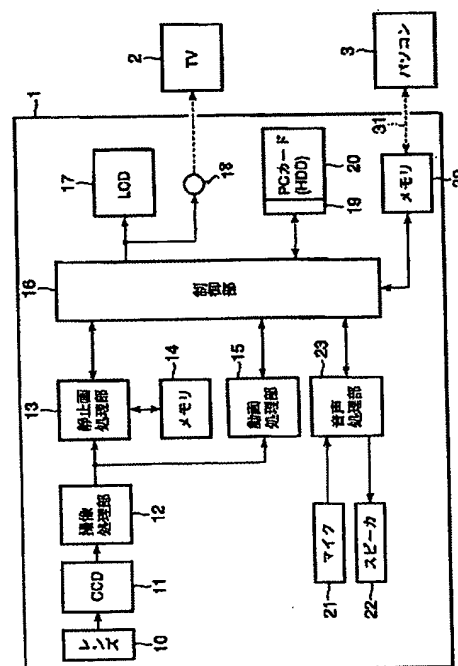 1
レンズ
10
CCD
11
撮像
処理部
12
静止画
処理部
13
メモリ
14
動画
処理部
15
マイク
21
スピーカ
22
音声
処理部
23
制御部
16
LCD
17
18
TV
2
PCカード
(HDD)
19
20
メモリ
31
パソコン
3